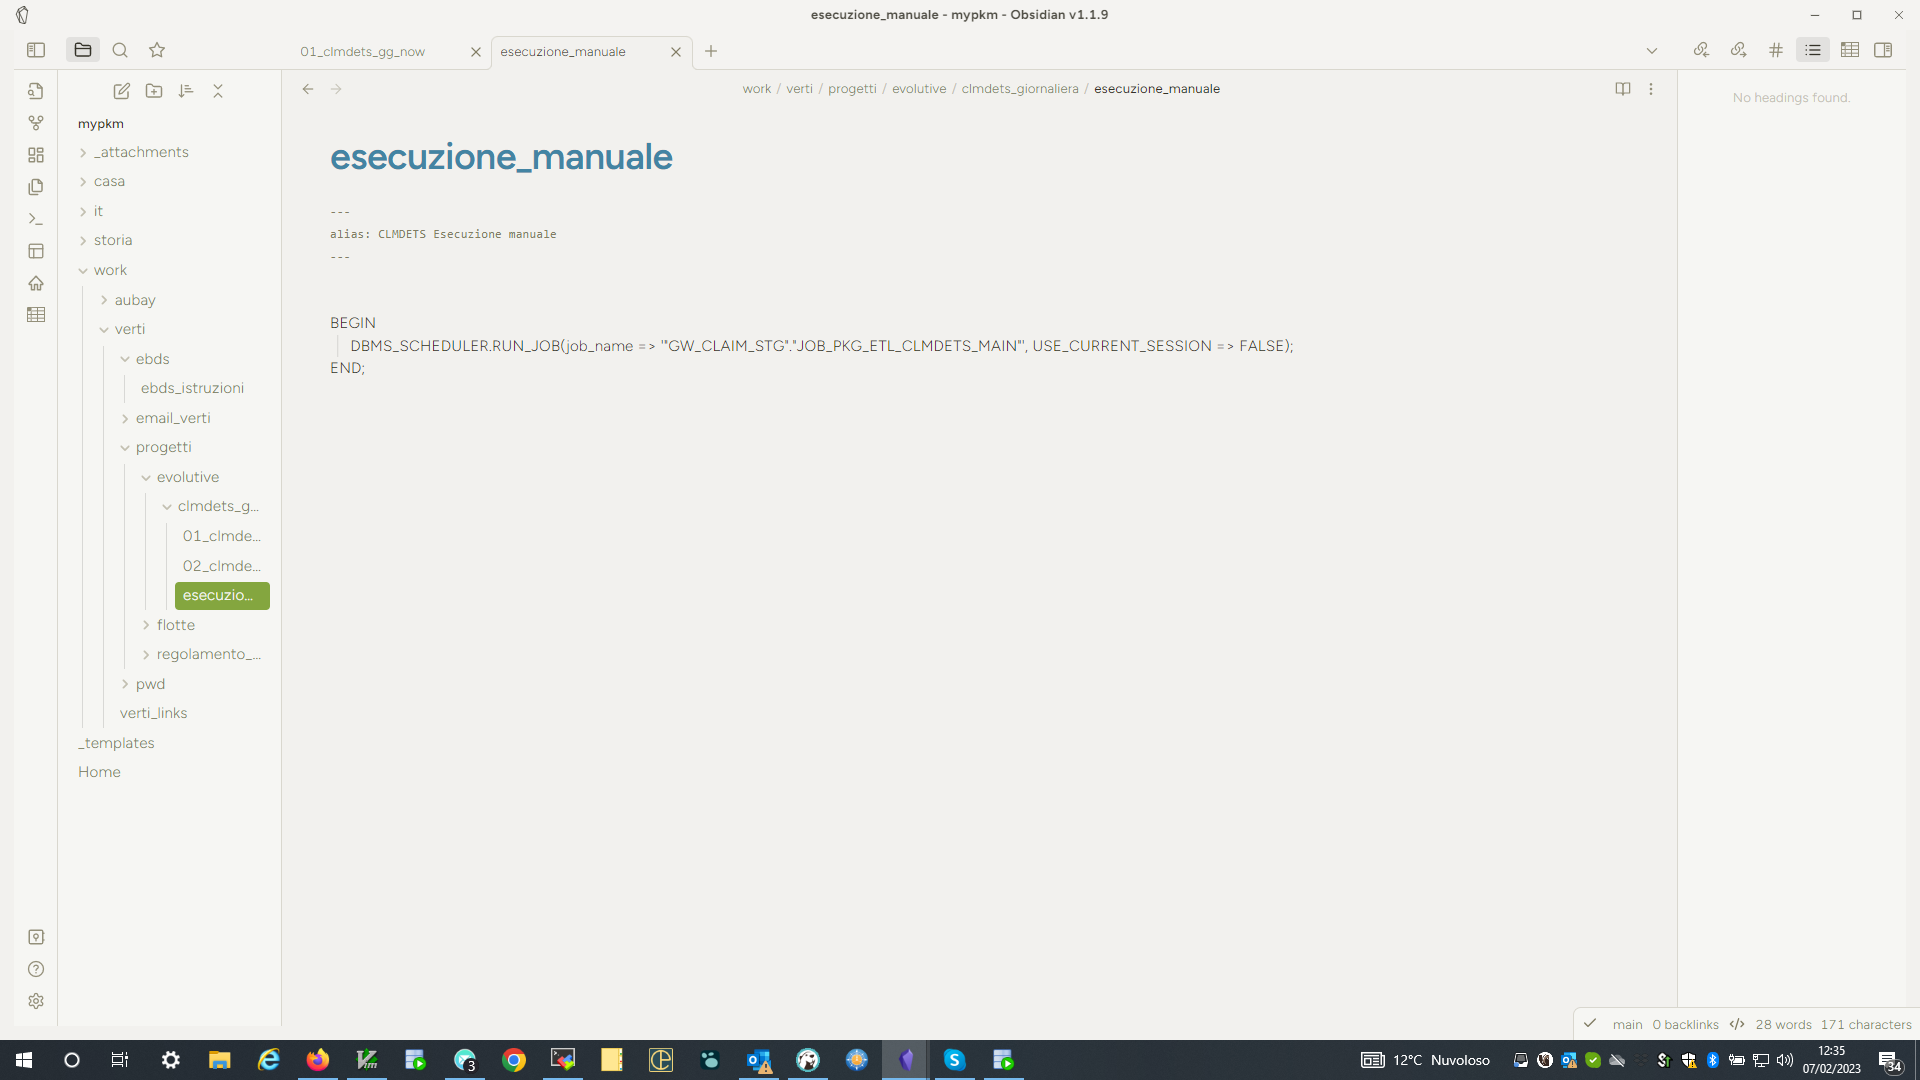 esecuzione_manuale - mypkm - Obsidian v1.1.9
01_clmdets_gg_now
esecuzione_manuale
work / verti / progetti / evolutive / clmdets_giornaliera / esecuzione_manuale
No headings found.
mypkm
_attachments
casa
it
storia
work
aubay
verti
ebds
ebds_istruzioni
email_verti
progetti
evolutive
clmdets_g...
01_clmde...
02_clmde...
esecuzio...
flotte
regolamento_...
pwd
verti_links
_templates
Home
esecuzione_manuale
---
alias: CLMDETS Esecuzione manuale
---
BEGIN
DBMS_SCHEDULER.RUN_JOB(job_name => '"GW_CLAIM_STG"."JOB_PKG_ETL_CLMDETS_MAIN"', USE_CURRENT_SESSION => FALSE);
END;
main 0 backlinks 28 words 171 characters
3
12°C Nuvoloso
12:35
07/02/2023
34